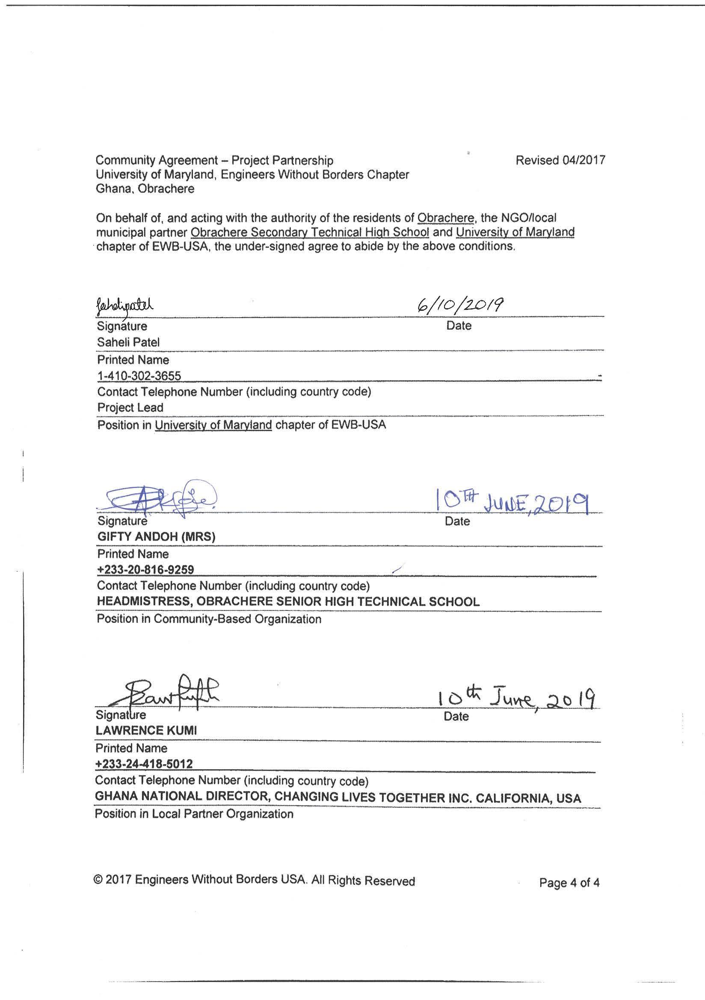 Community Agreement – Project Partnership Revised 04/2017
University of Maryland, Engineers Without Borders Chapter
Ghana, Obrachere
On behalf of, and acting with the authority of the residents of Obrachere, the NGO/local
municipal partner Obrachere Secondary Technical High School and University of Maryland
chapter of EWB-USA, the under-signed agree to abide by the above conditions.
Sahelipatel 6/10/2019
Signature Date
Saheli Patel
Printed Name
1-410-302-3655
Contact Telephone Number (including country code)
Project Lead
Position in University of Maryland chapter of EWB-USA
10TH JUNE, 2019
Signature Date
GIFTY ANDOH (MRS)
Printed Name
+233-20-816-9259
Contact Telephone Number (including country code)
HEADMISTRESS, OBRACHERE SENIOR HIGH TECHNICAL SCHOOL
Position in Community-Based Organization
10th June, 2019
Signature Date
LAWRENCE KUMI
Printed Name
+233-24-418-5012
Contact Telephone Number (including country code)
GHANA NATIONAL DIRECTOR, CHANGING LIVES TOGETHER INC. CALIFORNIA, USA
Position in Local Partner Organization
© 2017 Engineers Without Borders USA. All Rights Reserved Page 4 of 4